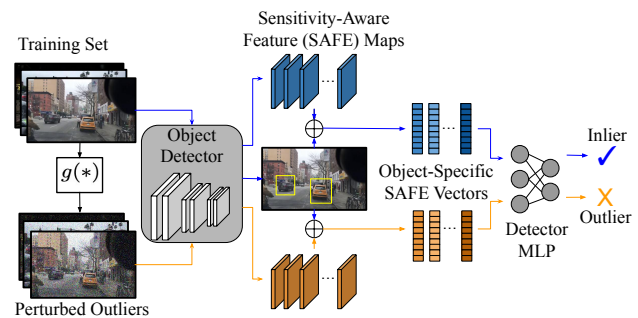 Training Set
g(*)
Perturbed Outliers
Object
Detector
Sensitivity-Aware
Feature (SAFE) Maps
...
...
Object-Specific
SAFE Vectors
...
...
Detector
MLP
Inlier
✓
X
Outlier